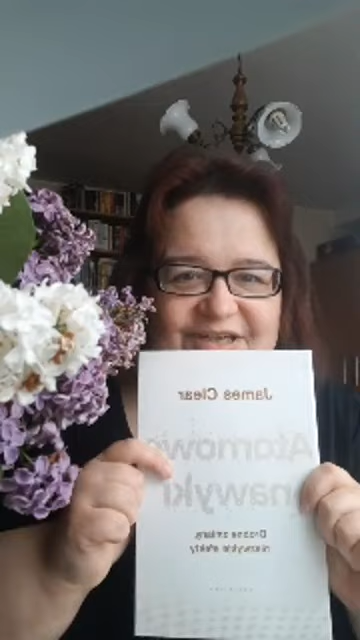 James Clear
Atomowe
nawyki
Drobne zmiany,
niezwykłe efekty